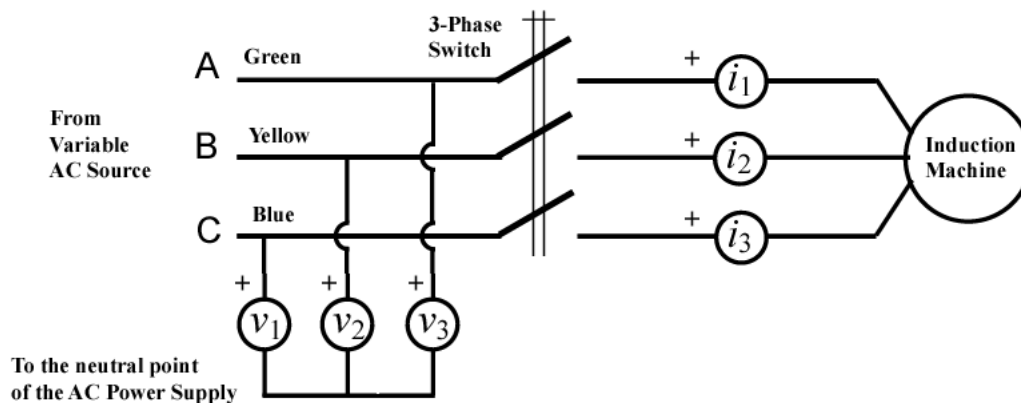 3-Phase
Switch
A Green
B Yellow
C Blue
From
Variable
AC Source
+ i1
+ i2
+ i3
Induction
Machine
+ v1
+ v2
+ v3
To the neutral point
of the AC Power Supply